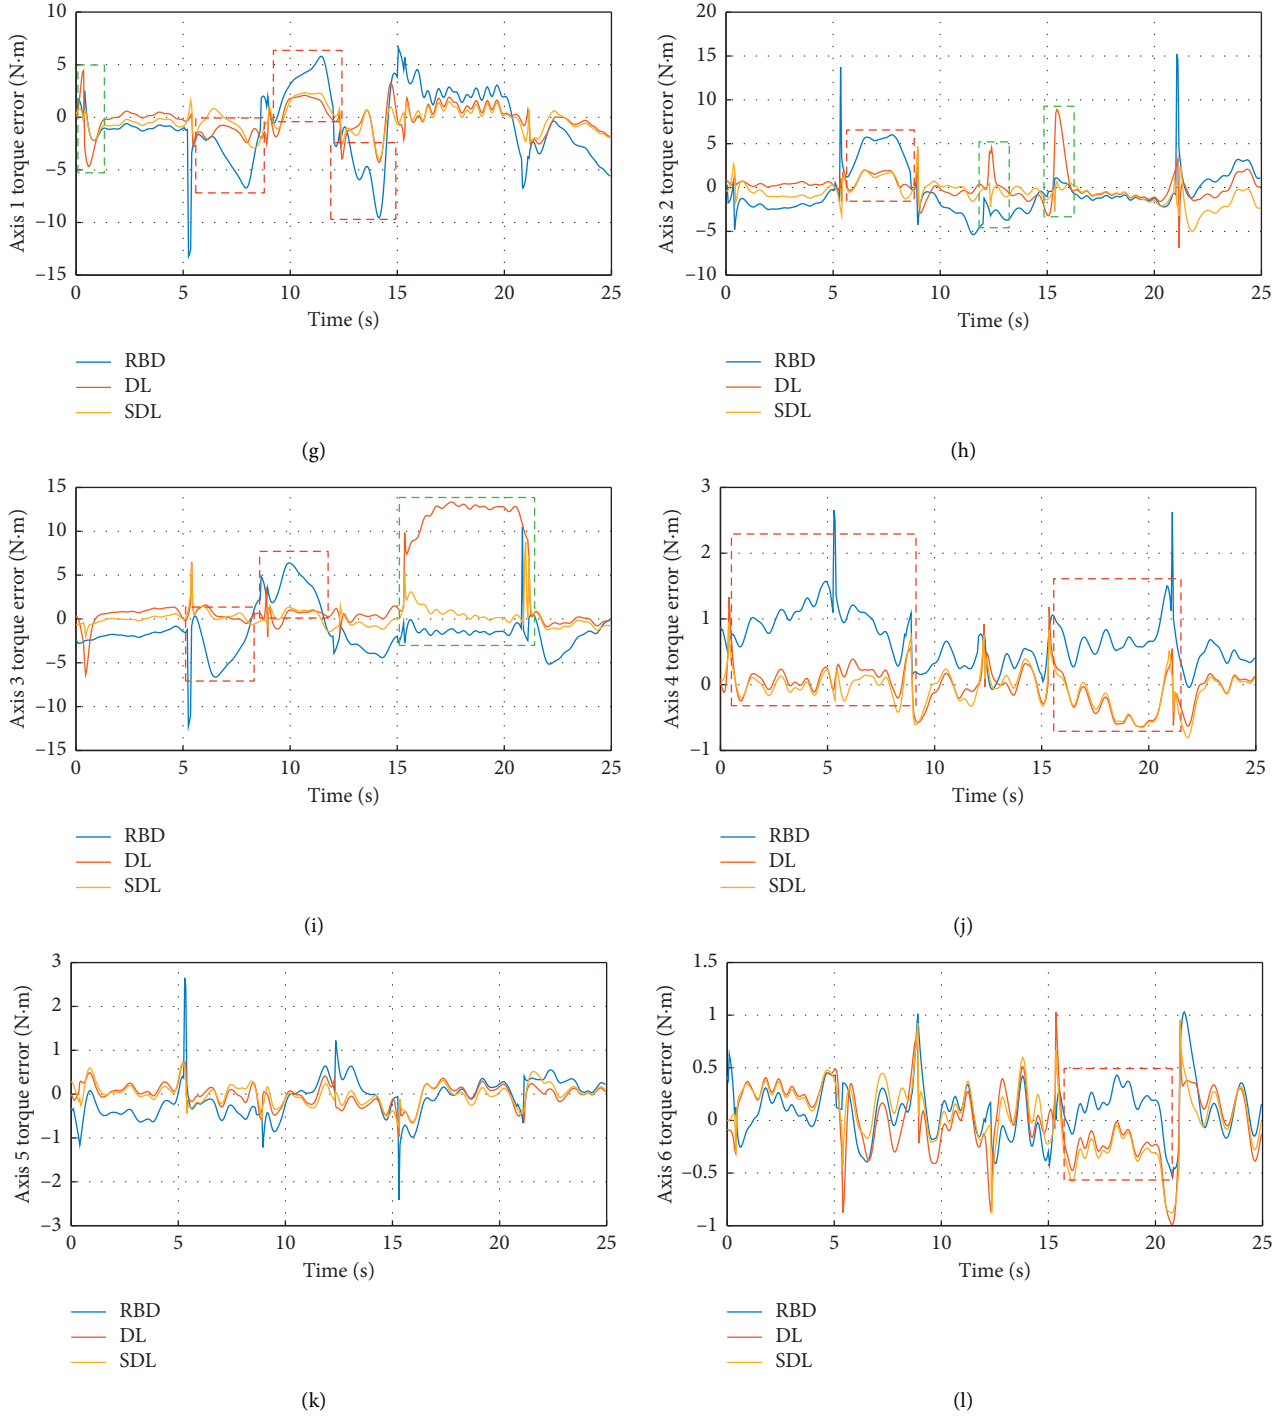 10
5
0
–5
–10
–15
Axis 1 torque error (N·m)
0 5 10 15 20 25
Time (s)
RBD
DL
SDL
(g)
20
15
10
5
0
–5
–10
Axis 2 torque error (N·m)
0 5 10 15 20 25
Time (s)
RBD
DL
SDL
(h)
15
10
5
0
–5
–10
–15
Axis 3 torque error (N·m)
0 5 10 15 20 25
Time (s)
RBD
DL
SDL
(i)
3
2
1
0
–1
Axis 4 torque error (N·m)
0 5 10 15 20 25
Time (s)
RBD
DL
SDL
(j)
3
2
1
0
–1
–2
–3
Axis 5 torque error (N·m)
0 5 10 15 20 25
Time (s)
RBD
DL
SDL
(k)
1.5
1
0.5
0
–0.5
–1
Axis 6 torque error (N·m)
0 5 10 15 20 25
Time (s)
RBD
DL
SDL
(l)